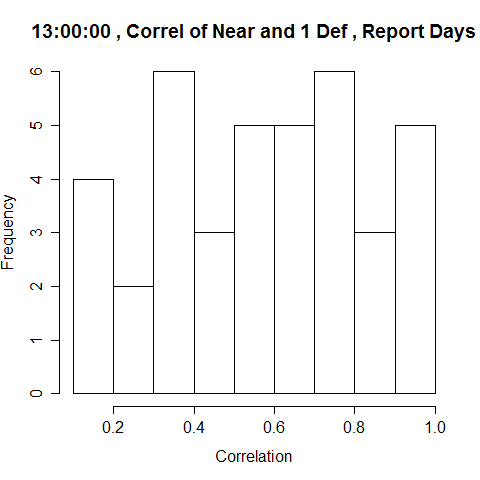 13:00:00 , Correl of Near and 1 Def , Report Days
6
5
4
3
2
1
0
Frequency
0.2 0.4 0.6 0.8 1.0
Correlation